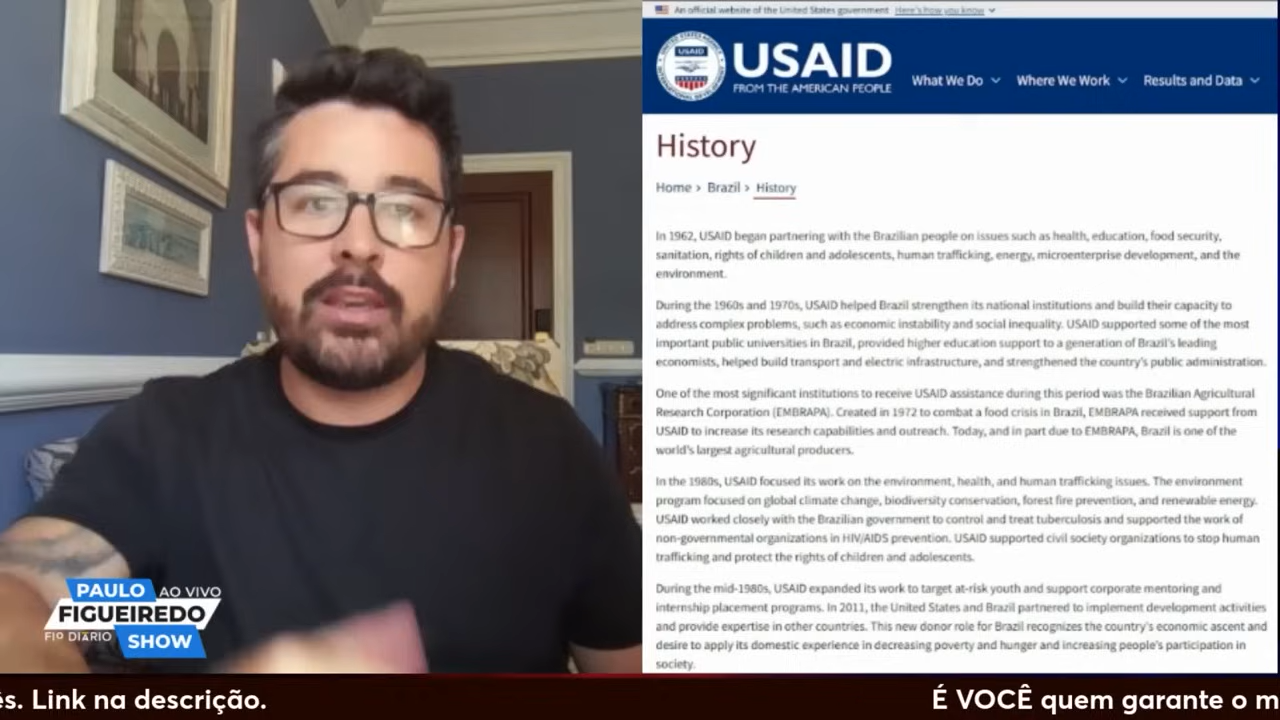 An official website of the United States government Here's how you know
USAID
USAID
FROM THE AMERICAN PEOPLE
What We Do
Where We Work
Results and Data
History
Home › Brazil › History
In 1962, USAID began partnering with the Brazilian people on issues such as health, education, food security,
sanitation, rights of children and adolescents, human trafficking, energy, microenterprise development, and the
environment.
During the 1960s and 1970s, USAID helped Brazil strengthen its national institutions and build their capacity to
address complex problems, such as economic instability and social inequality. USAID supported some of the most
important public universities in Brazil, provided higher education support to a generation of Brazil's leading
economists, helped build transport and electric infrastructure, and strengthened the country's public administration.
One of the most significant institutions to receive USAID assistance during this period was the Brazilian Agricultural
Research Corporation (EMBRAPA). Created in 1972 to combat a food crisis in Brazil, EMBRAPA received support from
USAID to increase its research capabilities and outreach. Today, and in part due to EMBRAPA, Brazil is one of the
world's largest agricultural producers.
In the 1980s, USAID focused its work on the environment, health, and human trafficking issues. The environment
program focused on global climate change, biodiversity conservation, forest fire prevention, and renewable energy.
USAID worked closely with the Brazilian government to control and treat tuberculosis and supported the work of
non-governmental organizations in HIV/AIDS prevention. USAID supported civil society organizations to stop human
trafficking and protect the rights of children and adolescents.
During the mid-1980s, USAID expanded its work to target at-risk youth and support corporate mentoring and
internship placement programs. In 2011, the United States and Brazil partnered to implement development activities
and provide expertise in other countries. This new donor role for Brazil recognizes the country's economic ascent and
desire to apply its domestic experience in decreasing poverty and hunger and increasing people's participation in
society.
PAULO AO VIVO
FIGUEIREDO
Fº DIÁRIO SHOW
ês. Link na descrição.
É VOCÊ quem garante o m